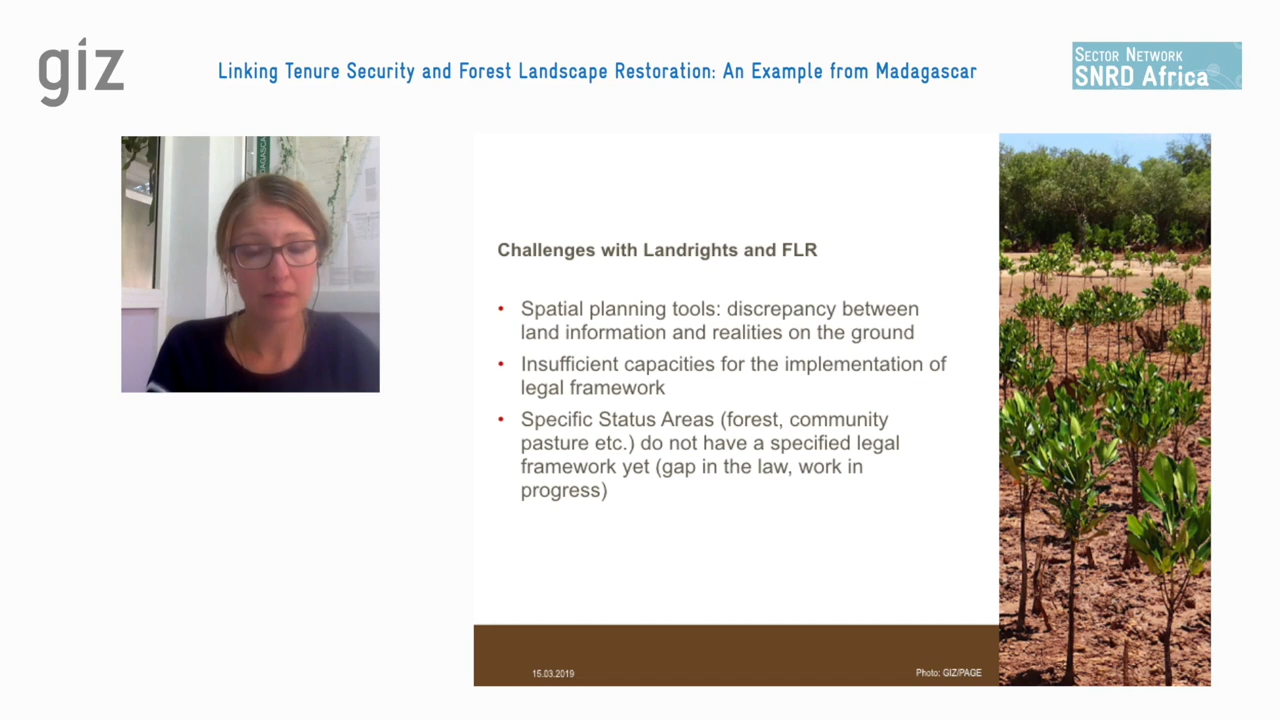 giz
Linking Tenure Security and Forest Landscape Restoration: An Example from Madagascar
Sector Network
SNRD Africa
Challenges with Landrights and FLR
• Spatial planning tools: discrepancy between
land information and realities on the ground
• Insufficient capacities for the implementation of
legal framework
• Specific Status Areas (forest, community
pasture etc.) do not have a specified legal
framework yet (gap in the law, work in
progress)
15.03.2019
Photo: GIZ/PAGE